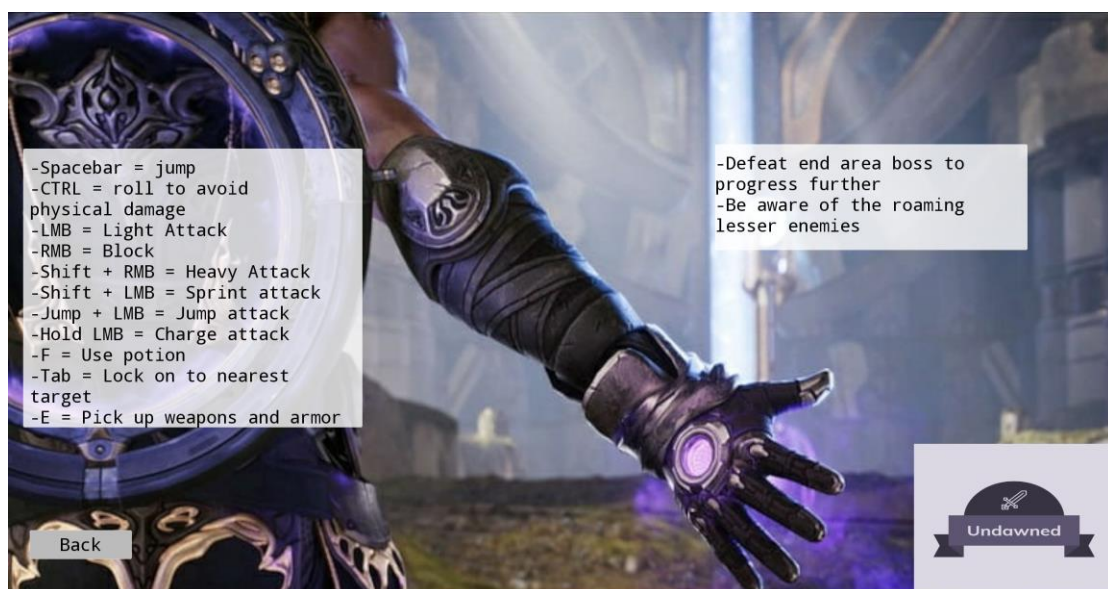 -Spacebar = jump
-CTRL = roll to avoid
physical damage
-LMB = Light Attack
-RMB = Block
-Shift + RMB = Heavy Attack
-Shift + LMB = Sprint attack
-Jump + LMB = Jump attack
-Hold LMB = Charge attack
-F = Use potion
-Tab = Lock on to nearest
target
-E = Pick up weapons and armor
-Defeat end area boss to
progress further
-Be aware of the roaming
lesser enemies
Back
Undawned